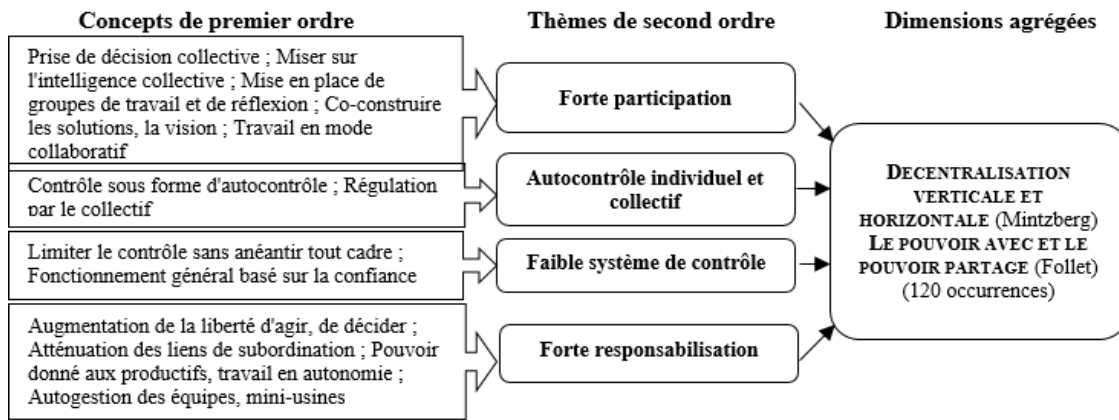 Concepts de premier ordre
Thèmes de second ordre
Dimensions agrégées
Prise de décision collective ; Miser sur
l'intelligence collective ; Mise en place de
groupes de travail et de réflexion ; Co-construire
les solutions, la vision ; Travail en mode
collaboratif
Forte participation
Contrôle sous forme d'autocontrôle ; Régulation
par le collectif
Autocontrôle individuel et
collectif
Limiter le contrôle sans anéantir tout cadre ;
Fonctionnement général basé sur la confiance
Faible système de contrôle
Augmentation de la liberté d'agir, de décider ;
Atténuation des liens de subordination ; Pouvoir
donné aux productifs, travail en autonomie ;
Autogestion des équipes, mini-usines
Forte responsabilisation
DECENTRALISATION
VERTICALE ET
HORIZONTALE (Mintzberg)
LE POUVOIR AVEC ET LE
POUVOIR PARTAGE (Follet)
(120 occurrences)